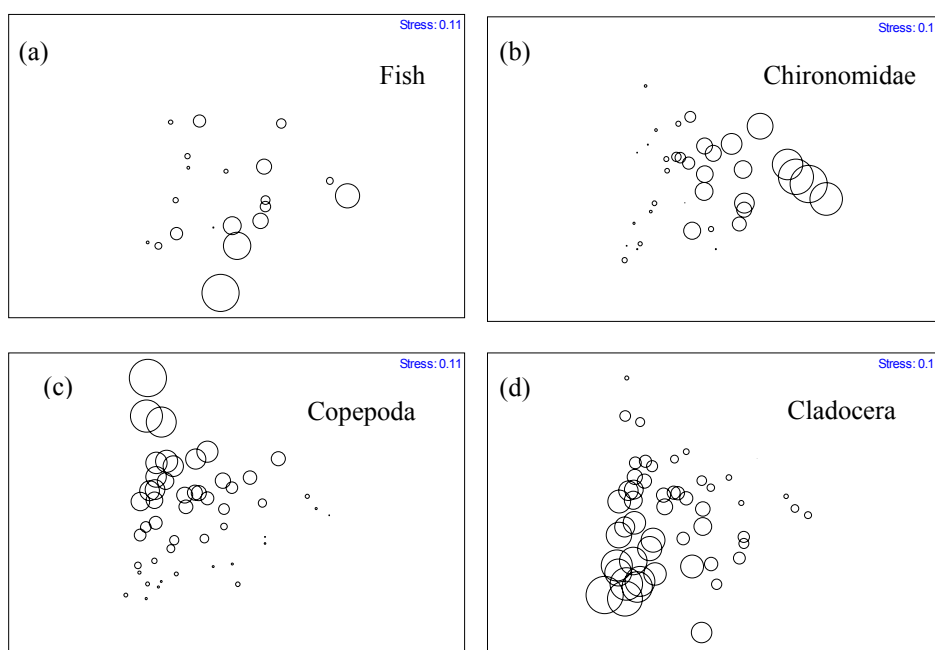 Stress: 0.11
(a)
Fish
Stress: 0.1
(b)
Chironomidae
Stress: 0.11
(c)
Copepoda
Stress: 0.1
(d)
Cladocera